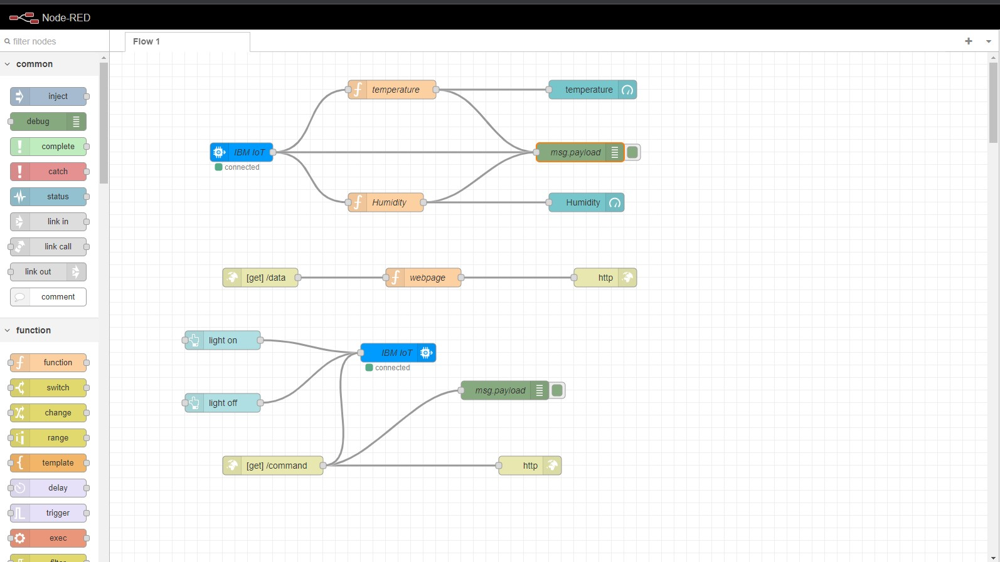 Node-RED
filter nodes
Flow 1
common
inject
debug
complete
catch
status
link in
link call
link out
comment
function
function
switch
change
range
template
delay
trigger
exec
filter
temperature
temperature
IBM IoT
connected
msg.payload
Humidity
Humidity
[get] /data
webpage
http
light on
IBM IoT
connected
msg.payload
light off
[get] /command
http